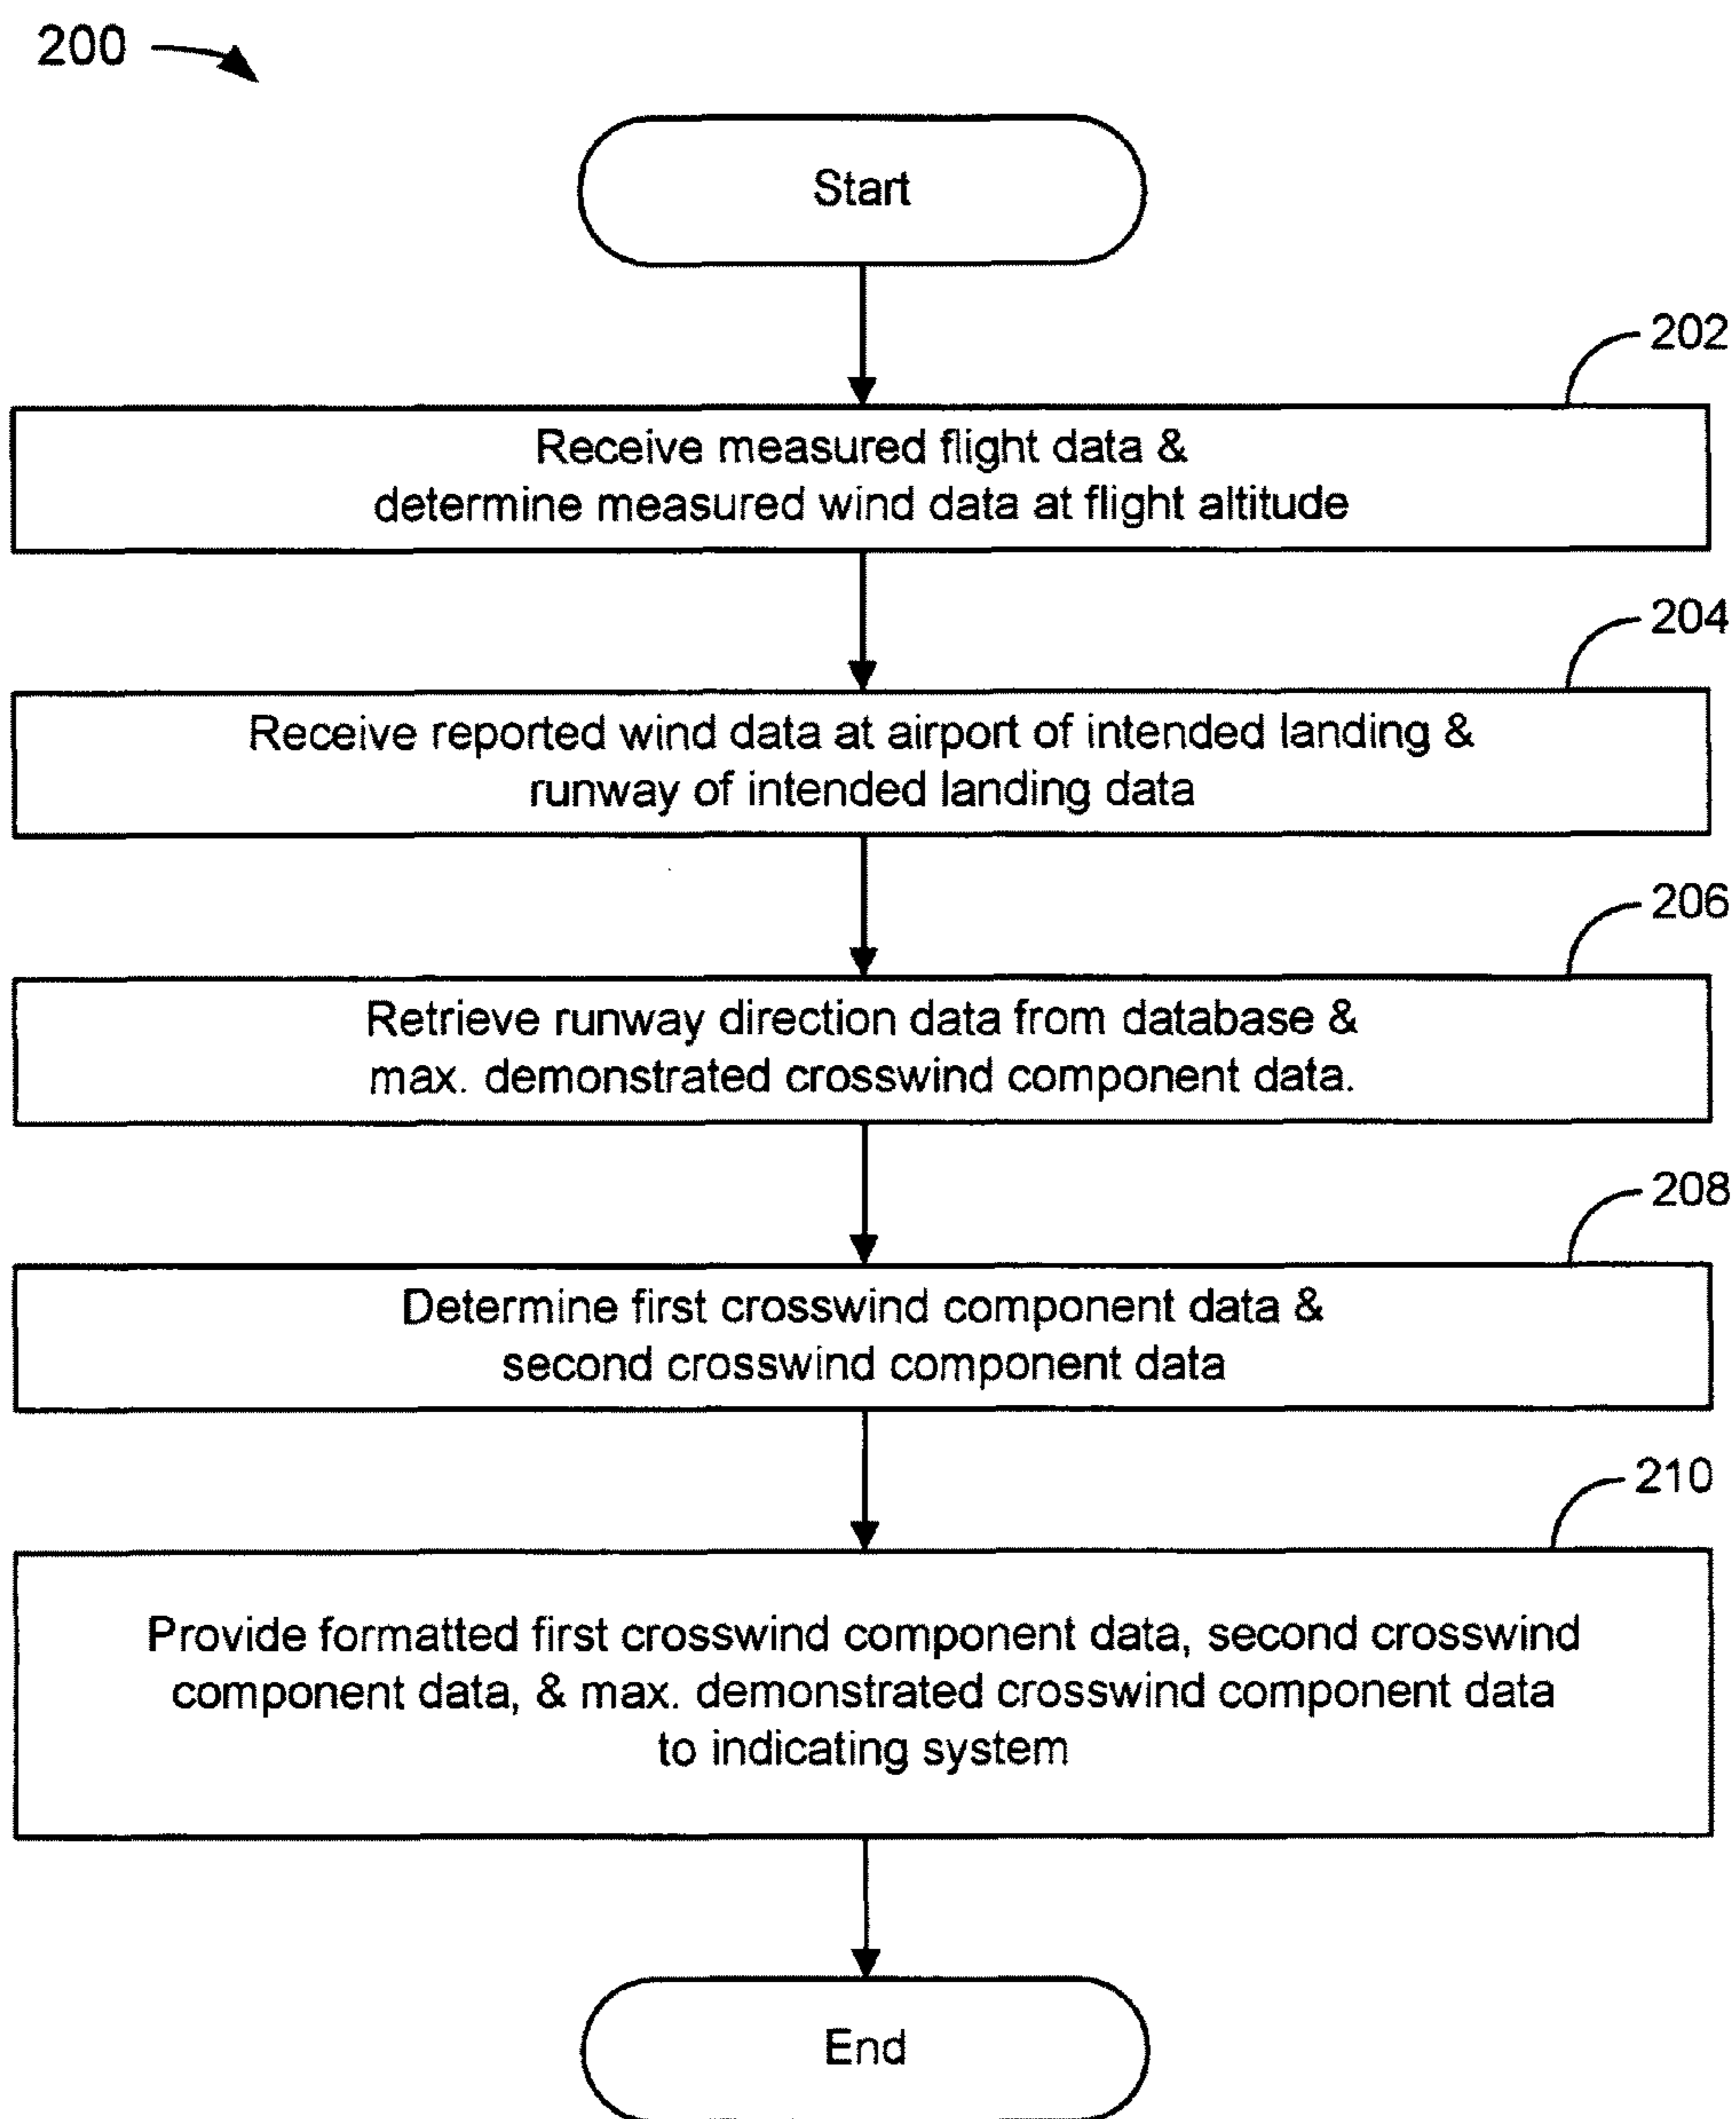 200
Start
202
Receive measured flight data &
determine measured wind data at flight altitude
204
Receive reported wind data at airport of intended landing &
runway of intended landing data
206
Retrieve runway direction data from database &
max. demonstrated crosswind component data.
208
Determine first crosswind component data &
second crosswind component data
210
Provide formatted first crosswind component data, second crosswind
component data, & max. demonstrated crosswind component data
to indicating system
End